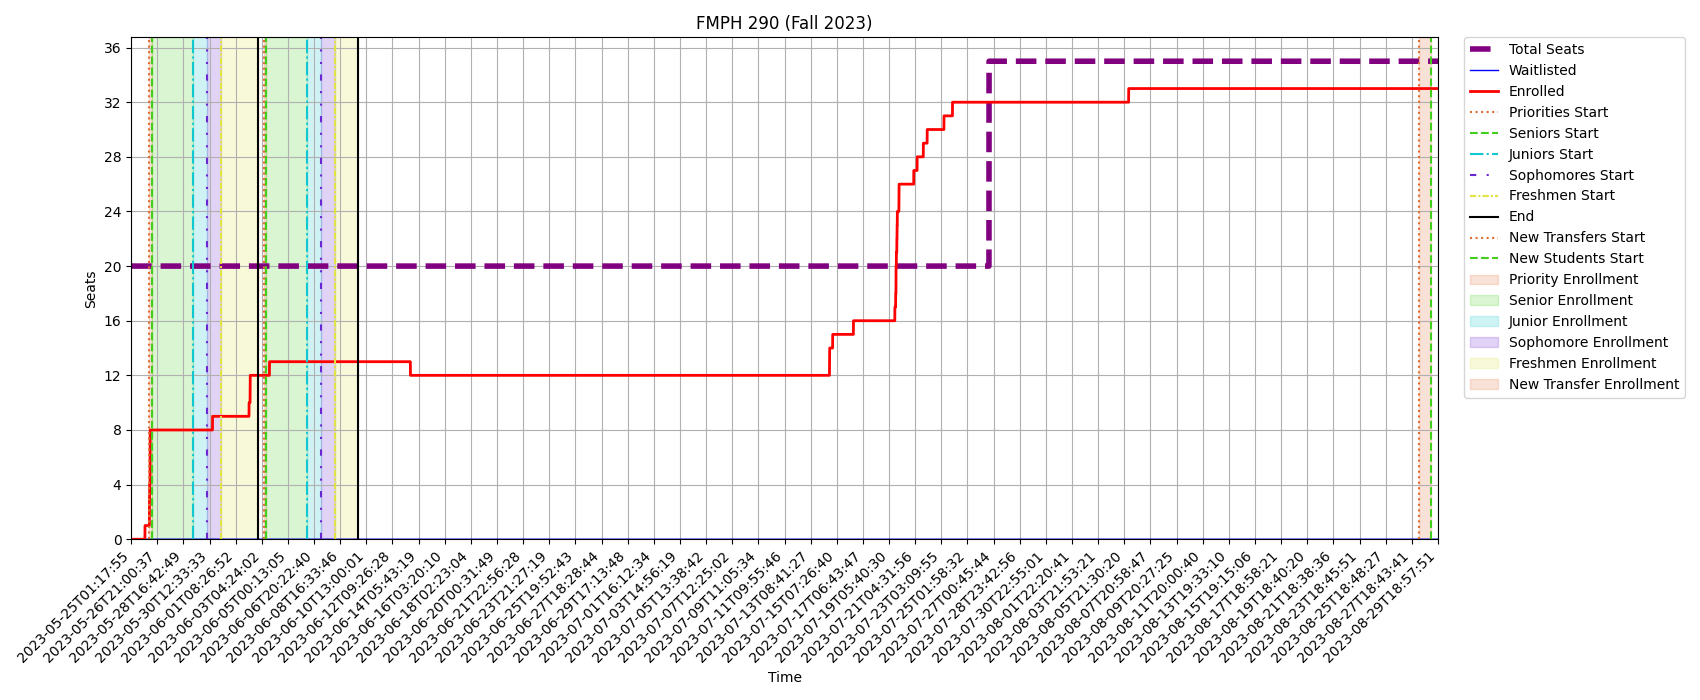 FMPH 290 (Fall 2023)
Seats
36
32
28
24
20
16
12
8
4
0
2023-05-25T01:17:55
2023-05-26T21:00:37
2023-05-28T16:42:49
2023-05-30T12:33:33
2023-06-01T08:26:52
2023-06-03T04:24:02
2023-06-05T00:13:05
2023-06-06T20:22:40
2023-06-08T16:33:46
2023-06-10T13:00:01
2023-06-12T09:26:28
2023-06-14T05:43:19
2023-06-16T03:20:10
2023-06-18T02:23:04
2023-06-20T00:31:49
2023-06-21T22:56:28
2023-06-23T21:27:19
2023-06-25T19:52:43
2023-06-27T18:28:44
2023-06-29T17:13:48
2023-07-01T16:12:34
2023-07-03T14:56:19
2023-07-05T13:38:42
2023-07-07T12:25:02
2023-07-09T11:05:34
2023-07-11T09:55:46
2023-07-13T08:41:27
2023-07-15T07:26:40
2023-07-17T06:43:47
2023-07-19T05:40:30
2023-07-21T04:31:56
2023-07-23T03:09:55
2023-07-25T01:58:32
2023-07-27T00:45:44
2023-07-28T23:42:56
2023-07-30T22:55:01
2023-08-01T22:20:41
2023-08-03T21:53:21
2023-08-05T21:30:20
2023-08-07T20:58:47
2023-08-09T20:27:25
2023-08-11T20:00:40
2023-08-13T19:33:10
2023-08-15T19:15:06
2023-08-17T18:58:21
2023-08-19T18:40:20
2023-08-21T18:38:36
2023-08-23T18:45:51
2023-08-25T18:48:27
2023-08-27T18:43:41
2023-08-29T18:57:51
Time
Total Seats
Waitlisted
Enrolled
Priorities Start
Seniors Start
Juniors Start
Sophomores Start
Freshmen Start
End
New Transfers Start
New Students Start
Priority Enrollment
Senior Enrollment
Junior Enrollment
Sophomore Enrollment
Freshmen Enrollment
New Transfer Enrollment